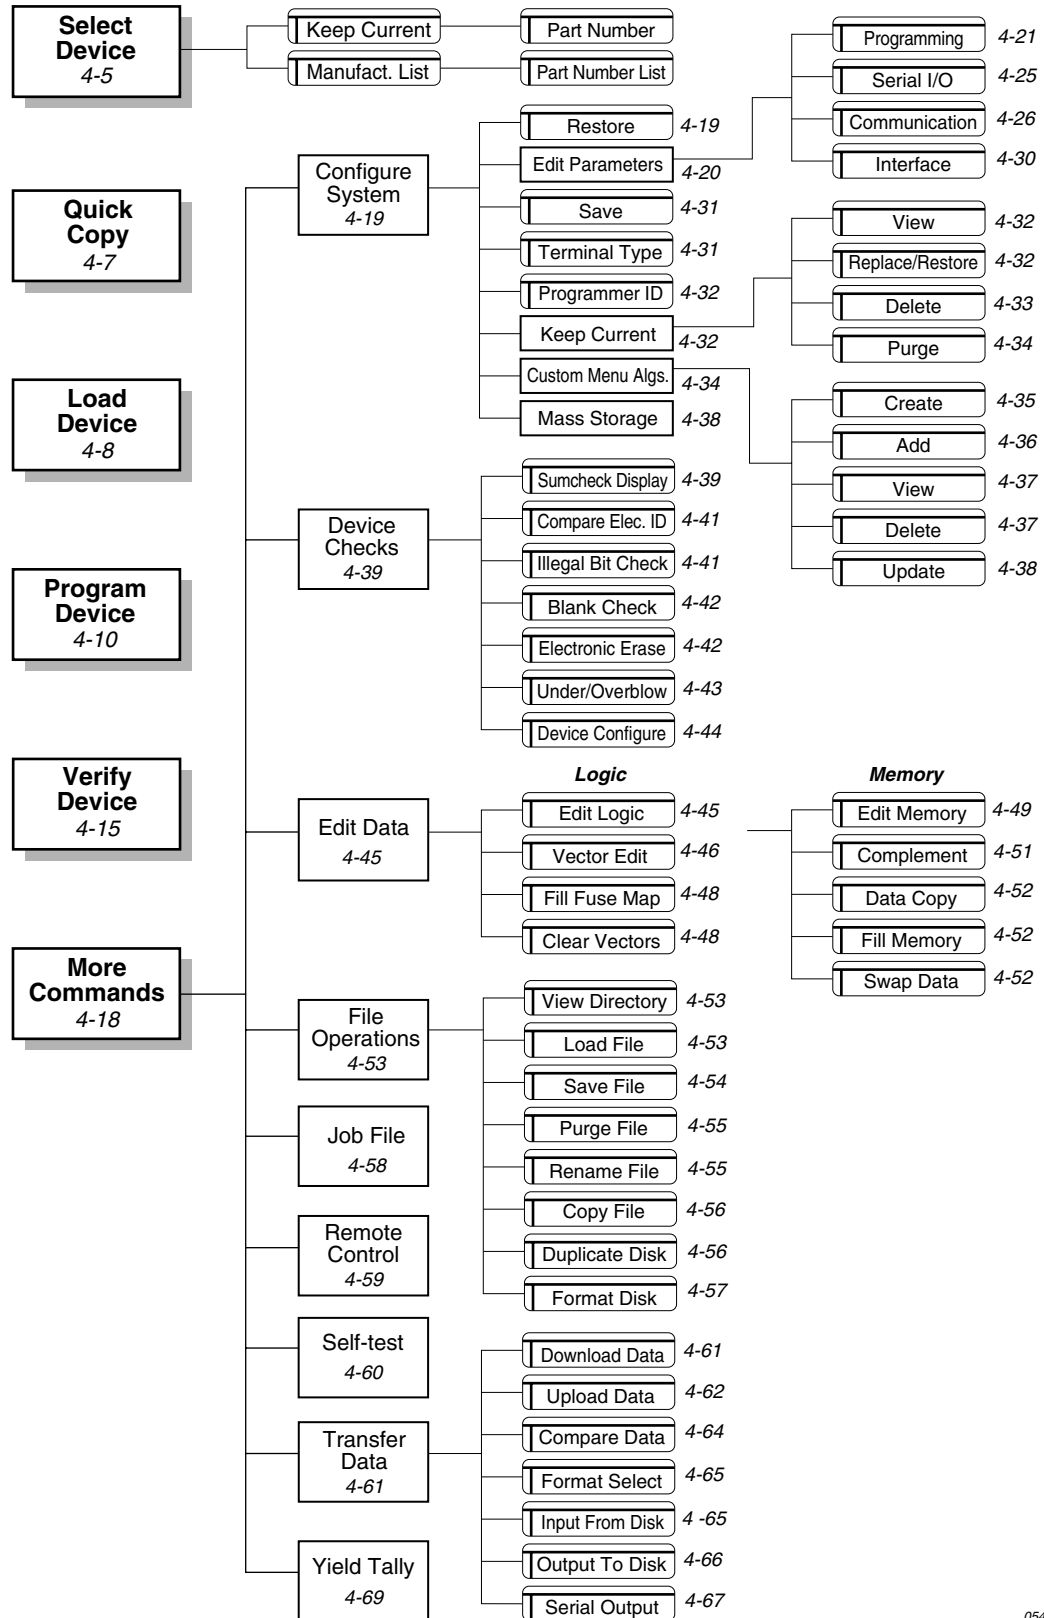 Select
Device
4-5
Keep Current
Part Number
Manufact. List
Part Number List
Quick
Copy
4-7
Load
Device
4-8
Program
Device
4-10
Verify
Device
4-15
More
Commands
4-18
Configure
System
4-19
Restore 4-19
Edit Parameters 4-20
Save 4-31
Terminal Type 4-31
Programmer ID 4-32
Keep Current 4-32
Custom Menu Algs. 4-34
Mass Storage 4-38
Programming 4-21
Serial I/O 4-25
Communication 4-26
Interface 4-30
View 4-32
Replace/Restore 4-32
Delete 4-33
Purge 4-34
Create 4-35
Add 4-36
View 4-37
Delete 4-37
Update 4-38
Device
Checks
4-39
Sumcheck Display 4-39
Compare Elec. ID 4-41
Illegal Bit Check 4-41
Blank Check 4-42
Electronic Erase 4-42
Under/Overblow 4-43
Device Configure 4-44
Edit Data
4-45
Logic
Edit Logic 4-45
Vector Edit 4-46
Fill Fuse Map 4-48
Clear Vectors 4-48
Memory
Edit Memory 4-49
Complement 4-51
Data Copy 4-52
Fill Memory 4-52
Swap Data 4-52
File
Operations
4-53
View Directory 4-53
Load File 4-53
Save File 4-54
Purge File 4-55
Rename File 4-55
Copy File 4-56
Duplicate Disk 4-56
Format Disk 4-57
Job File
4-58
Remote
Control
4-59
Self-test
4-60
Transfer
Data
4-61
Download Data 4-61
Upload Data 4-62
Compare Data 4-64
Format Select 4-65
Input From Disk 4 -65
Output To Disk 4-66
Serial Output 4-67
Yield Tally
4-69
054